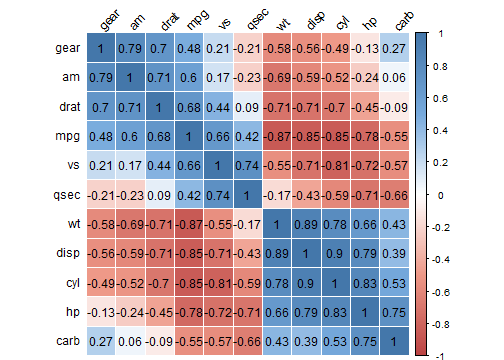 gear am drat mpg vs qsec wt disp cyl hp carb
gear 1 0.79 0.7 0.48 0.21 -0.21 -0.58 -0.56 -0.49 -0.13 0.27
am 0.79 1 0.71 0.6 0.17 -0.23 -0.69 -0.59 -0.52 -0.24 0.06
drat 0.7 0.71 1 0.68 0.44 0.09 -0.71 -0.71 -0.7 -0.45 -0.09
mpg 0.48 0.6 0.68 1 0.66 0.42 -0.87 -0.85 -0.85 -0.78 -0.55
vs 0.21 0.17 0.44 0.66 1 0.74 -0.55 -0.71 -0.81 -0.72 -0.57
qsec -0.21 -0.23 0.09 0.42 0.74 1 -0.17 -0.43 -0.59 -0.71 -0.66
wt -0.58 -0.69 -0.71 -0.87 -0.55 -0.17 1 0.89 0.78 0.66 0.43
disp -0.56 -0.59 -0.71 -0.85 -0.71 -0.43 0.89 1 0.9 0.79 0.39
cyl -0.49 -0.52 -0.7 -0.85 -0.81 -0.59 0.78 0.9 1 0.83 0.53
hp -0.13 -0.24 -0.45 -0.78 -0.72 -0.71 0.66 0.79 0.83 1 0.75
carb 0.27 0.06 -0.09 -0.55 -0.57 -0.66 0.43 0.39 0.53 0.75 1
1
0.8
0.6
0.4
0.2
0
-0.2
-0.4
-0.6
-0.8
-1